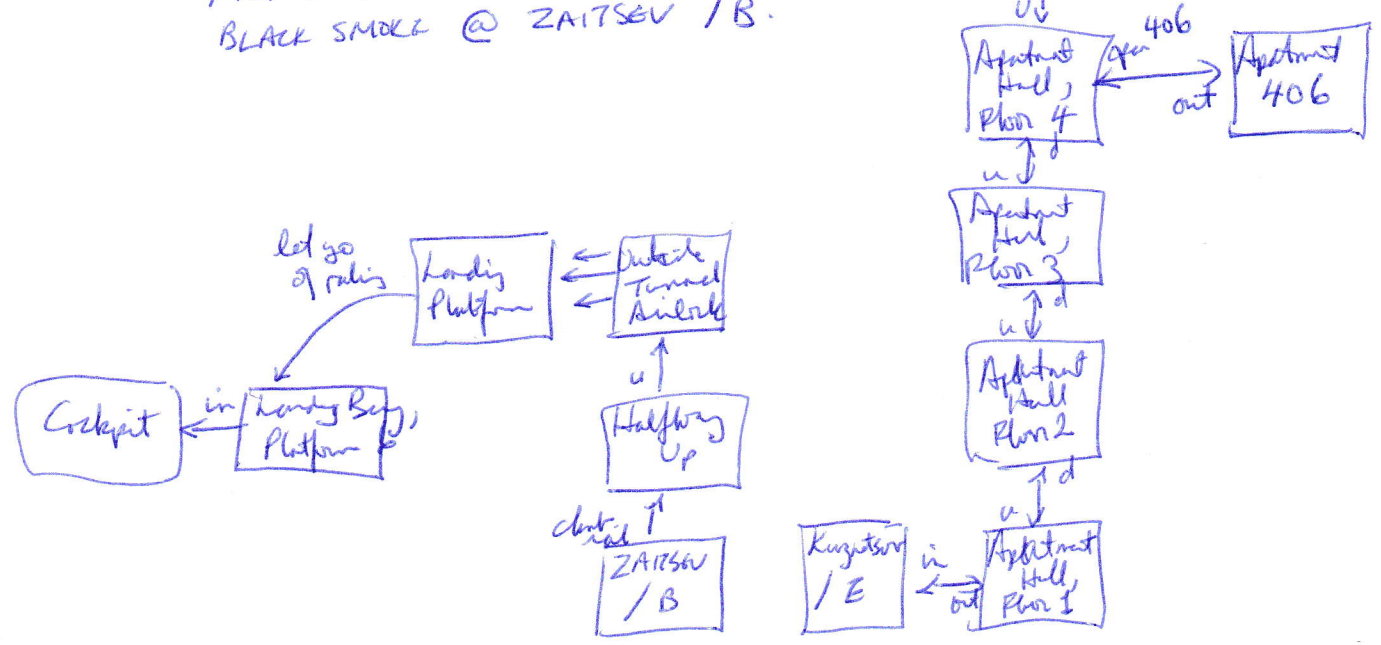 BLACK SMOKE @ ZAITSEV / B.
406
open
Apartment
Hall,
Floor 4
out
Apartment
406
d
u
Apartment
Hall,
Floor 3
let go
of railing
Landing
Platform
Outside
Tunnel
Airlock
d
u
u
Apartment
Hall
Floor 2
Cockpit
in
Landing Bay,
Platform
Halfway
Up
d
u
climb
rail
ZAITSEV
/ B
Kuznetsov
/ E
in
out
Apartment
Hall,
Floor 1